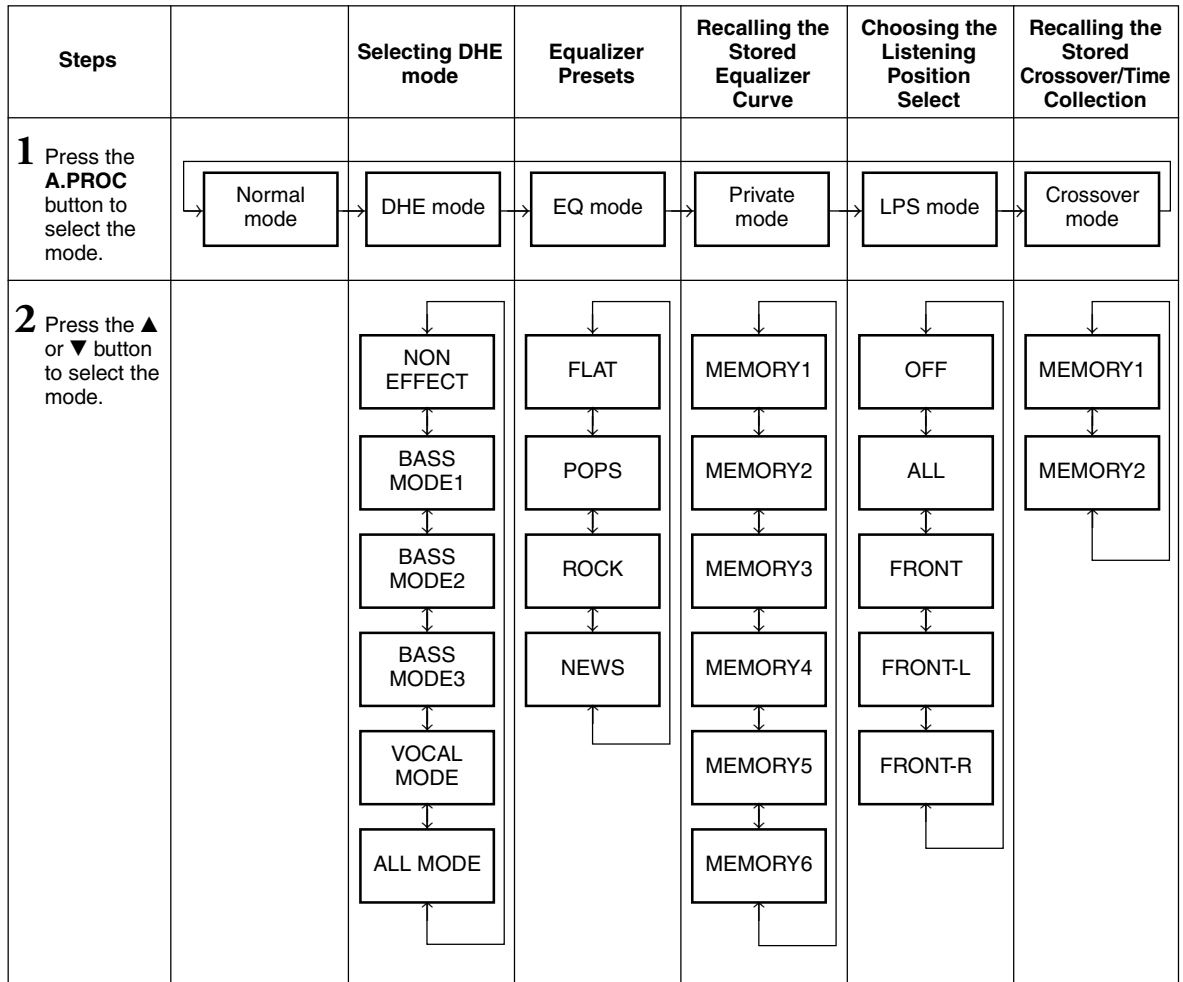 Steps
Selecting DHE
mode
Equalizer
Presets
Recalling the
Stored
Equalizer
Curve
Choosing the
Listening
Position
Select
Recalling the
Stored
Crossover/Time
Collection
1 Press the
A.PROC
button to
select the
mode.
Normal
mode
DHE mode
EQ mode
Private
mode
LPS mode
Crossover
mode
2 Press the ▲
or ▼ button
to select the
mode.
NON
EFFECT
BASS
MODE1
BASS
MODE2
BASS
MODE3
VOCAL
MODE
ALL MODE
FLAT
POPS
ROCK
NEWS
MEMORY1
MEMORY2
MEMORY3
MEMORY4
MEMORY5
MEMORY6
OFF
ALL
FRONT
FRONT-L
FRONT-R
MEMORY1
MEMORY2